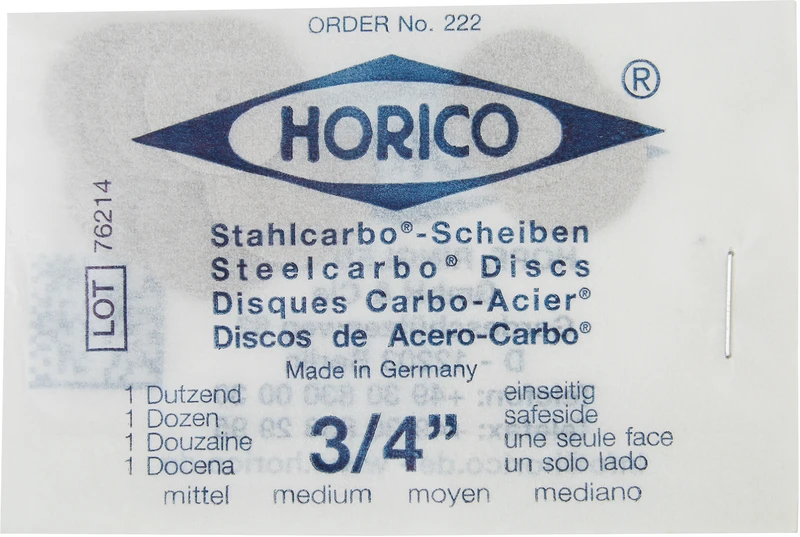 ORDER No. 222
HORICO ®
Stahlcarbo®-Scheiben
Steelcarbo® Discs
Disques Carbo-Acier®
Discos de Acero-Carbo®
Made in Germany
LOT 76214
1 Dutzend
1 Dozen
1 Douzaine
1 Docena
3/4”
einseitig
safeside
une seule face
un solo lado
mittel medium moyen mediano